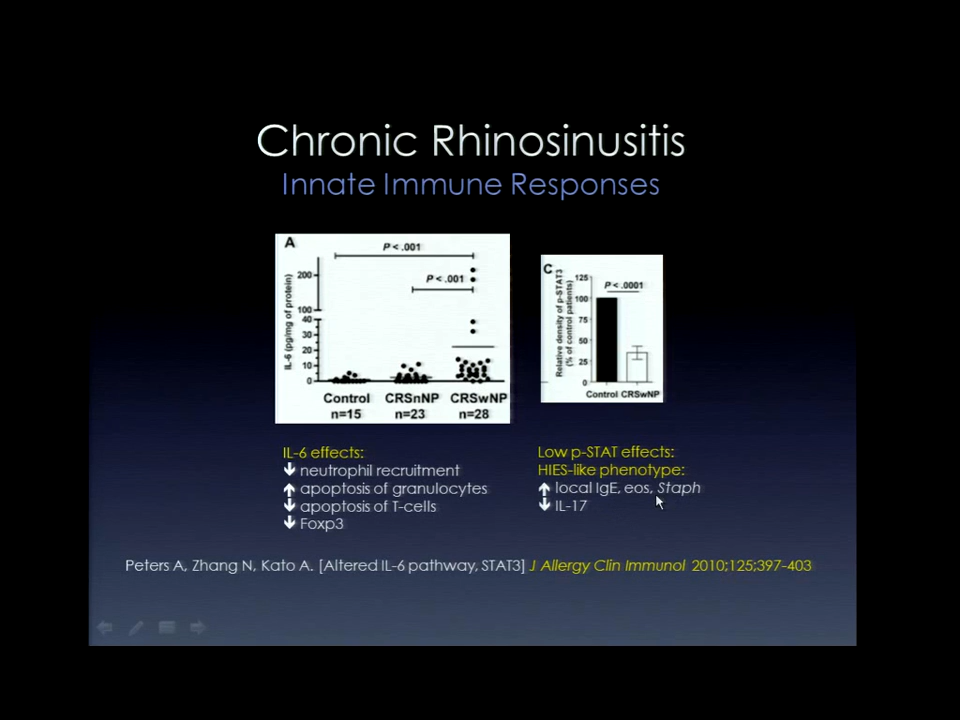 Chronic Rhinosinusitis
Innate Immune Responses
A
P < .001
P < .001
IL-6 (pg/mg of protein)
200
100
40
30
20
10
0
Control
CRSnNP
CRSwNP
n=15
n=23
n=28
C
P < .0001
Relative density of p-STAT3
(% of control patients)
125
100
75
50
25
0
Control CRSwNP
IL-6 effects:
🡇 neutrophil recruitment
🡅 apoptosis of granulocytes
🡇 apoptosis of T-cells
🡇 Foxp3
Low p-STAT effects:
HIES-like phenotype:
🡅 local IgE, eos, Staph
🡇 IL-17
Peters A, Zhang N, Kato A. [Altered IL-6 pathway, STAT3] J Allergy Clin Immunol 2010;125;397-403